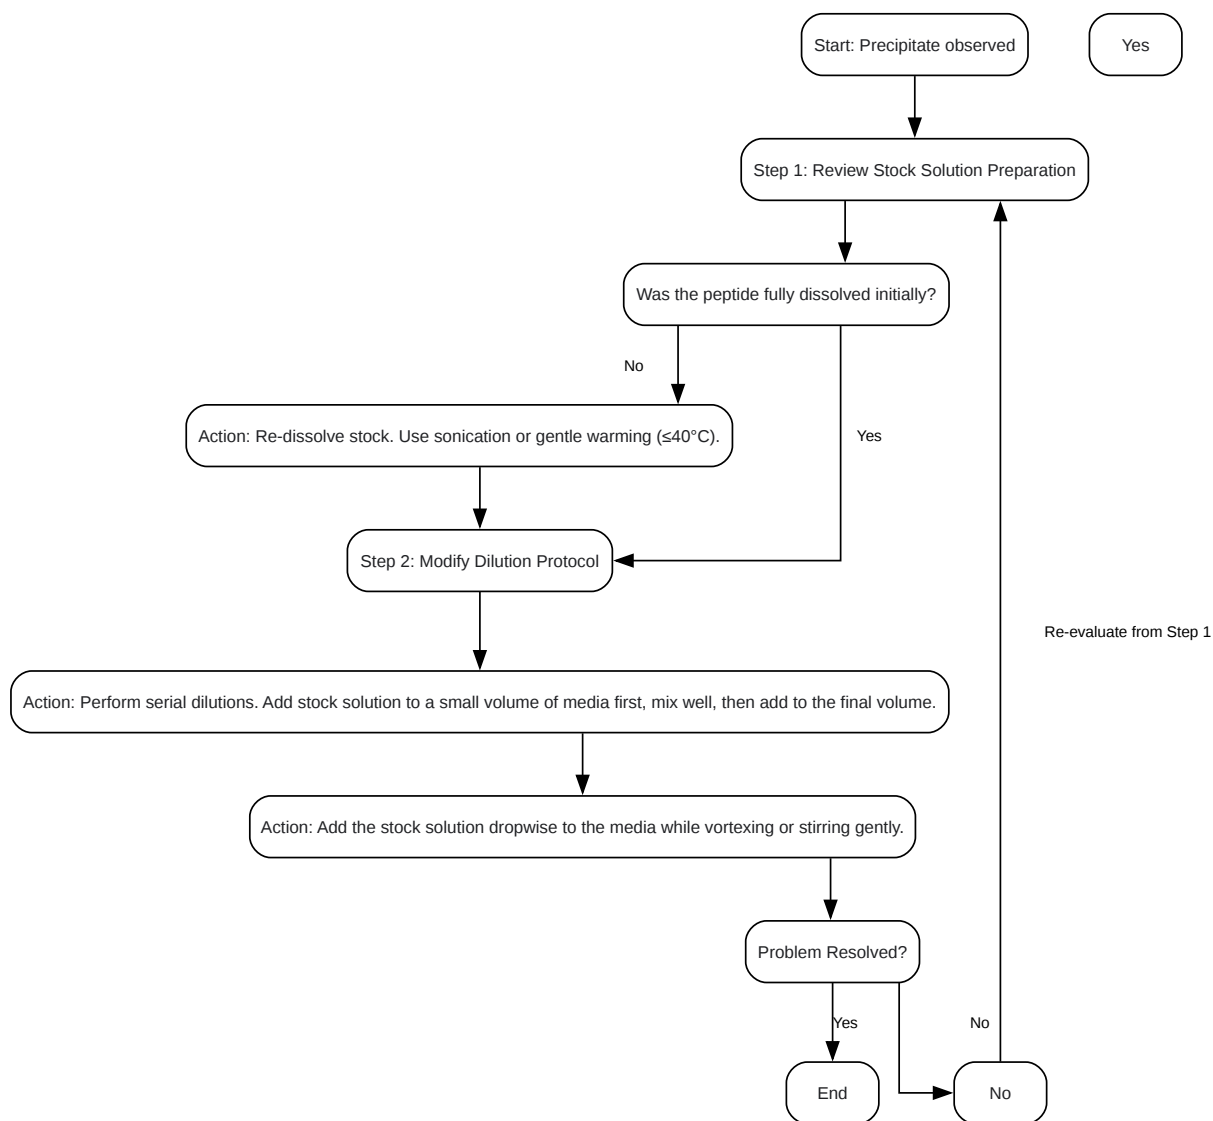 Start: Precipitate observed
Yes
Step 1: Review Stock Solution Preparation
Was the peptide fully dissolved initially?
No
Action: Re-dissolve stock. Use sonication or gentle warming (≤40°C).
Yes
Step 2: Modify Dilution Protocol
Re-evaluate from Step 1
Action: Perform serial dilutions. Add stock solution to a small volume of media first, mix well, then add to the final volume.
Action: Add the stock solution dropwise to the media while vortexing or stirring gently.
Problem Resolved?
Yes
No
End
No